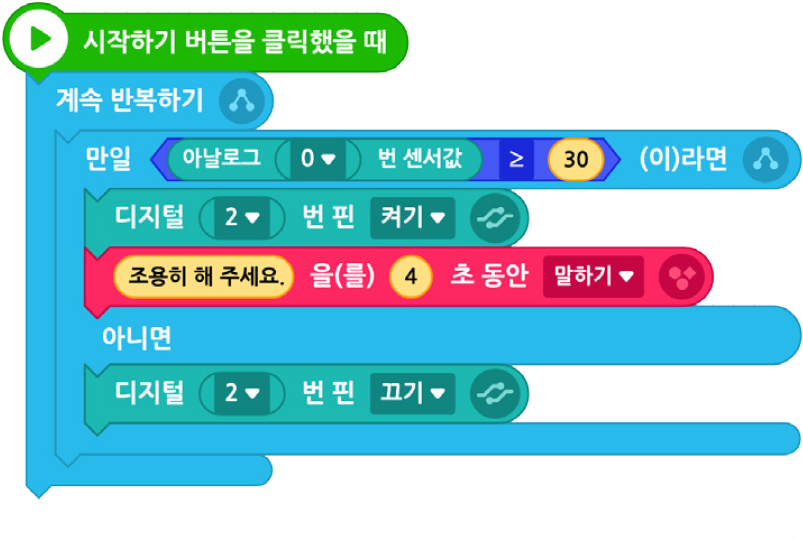 시작하기 버튼을 클릭했을 때
계속 반복하기
만일 아날로그 0 번 센서값 ≥ 30 (이)라면
디지털 2 번 핀 켜기
조용히 해 주세요. 을(를) 4 초 동안 말하기
아니면
디지털 2 번 핀 끄기